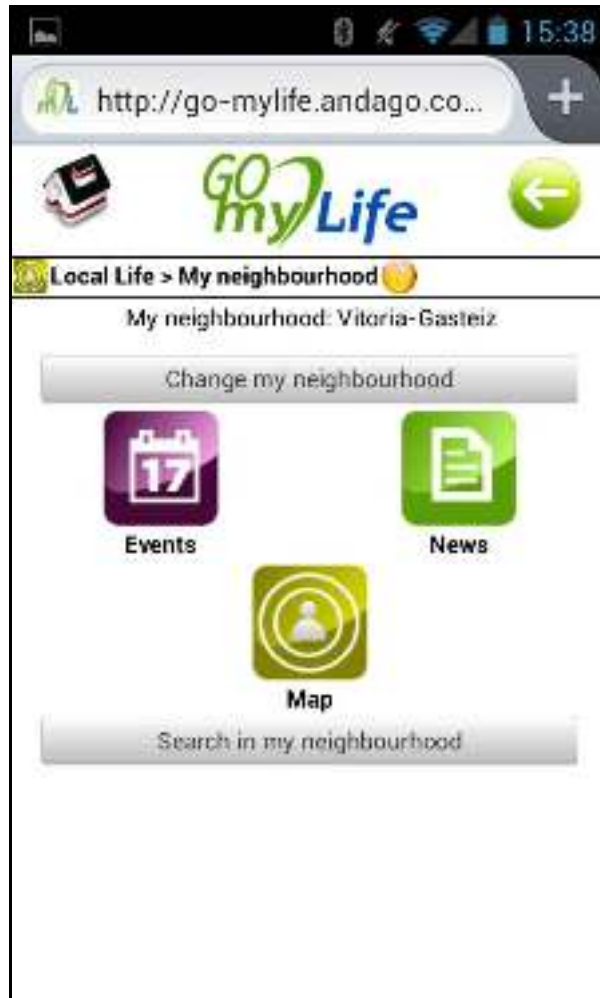 15:38
http://go-mylife.andago.co...
GO
my Life
Local Life > My neighbourhood
My neighbourhood: Vitoria-Gasteiz
Change my neighbourhood
17
Events
News
Map
Search in my neighbourhood